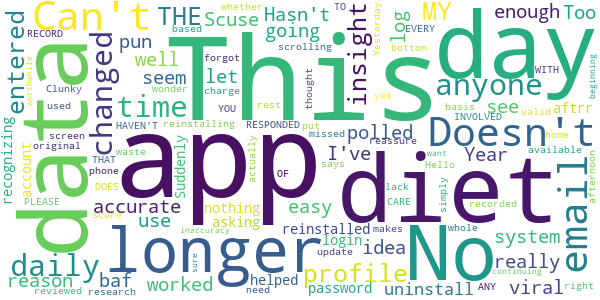 Can't
THE
Scuse
Hasn't
going
MY
enough
Too
whether
TO
RECORD
based
scrolling
Yesterday
EVERY
bottom
WITH
entered
changed
pun
well
seem
let
forgot
charge
YOU
This
thought
insight
log
day
worthwhile
Clunky
used
time
wonder
rest
yet
anyone
basis
valid
home
beginning
data
screen
original
HAVEN'T
reinstalling
RESPONDED
put
missed
reassure
polled
see
aftrr
INVOLVED
Doesn't
recognizing
account
PLEASE
THAT
phone
DOES
waste
Suddenly
app
actually
OF
I've
says
want
Hello
Year
diet
available
afternoon
email
accurate
use
score
nothing
asking
easy
reinstalled
login
idea
lack
CARE
simply
recorded
makes
whole
system
really
daily
reason
reviewed
research
baf
longer
worked
inaccuracy
sure
helped
need
update
password
profile
uninstall
No
ANY
viral
continuing
right